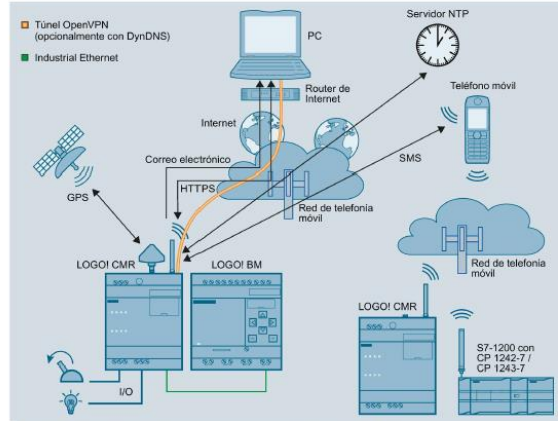 Túnel OpenVPN
(opcionalmente con DynDNS)
Industrial Ethernet
PC
Servidor NTP
Router de
Internet
Teléfono móvil
Internet
Correo electrónico
SMS
HTTPS
GPS
Red de telefonía
móvil
LOGO! CMR
LOGO! BM
Red de telefonía
móvil
LOGO! CMR
S7-1200 con
CP 1242-7 /
CP 1243-7
I/O